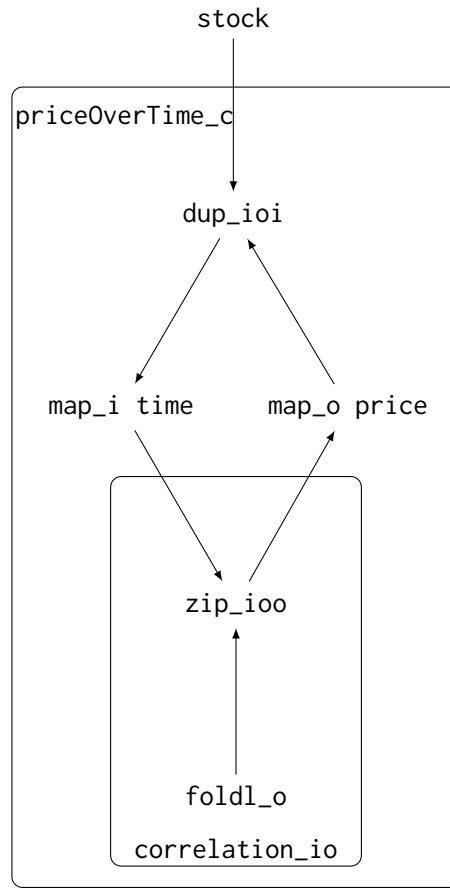 stock
priceOverTime_c
dup_ioi
map_i time map_o price
zip_ioo
foldl_o
correlation_io